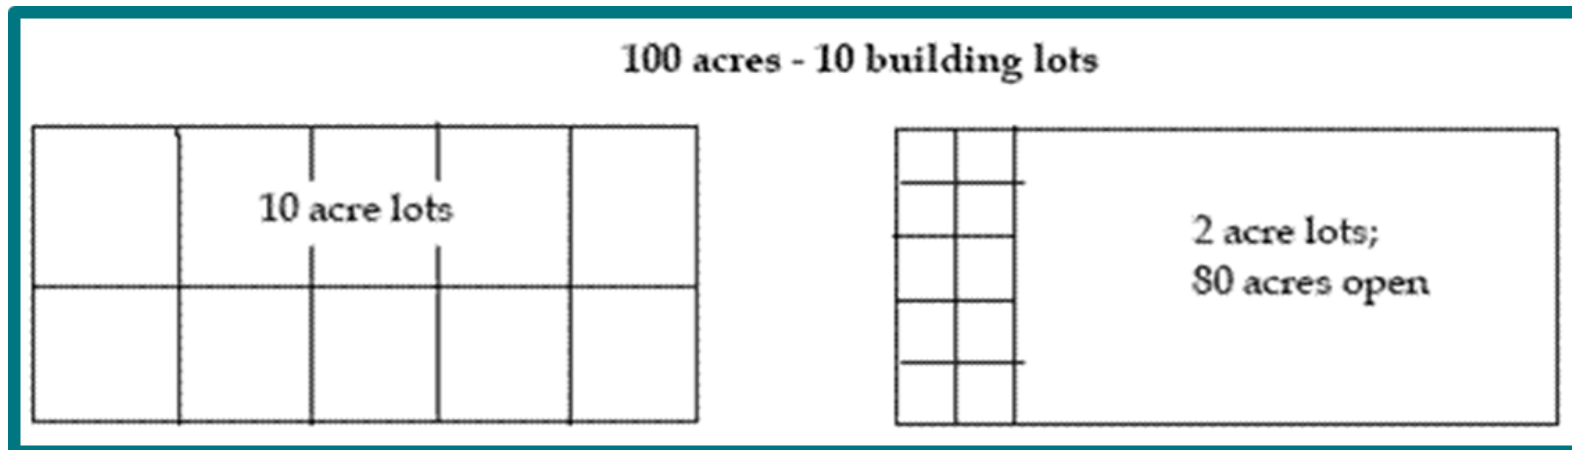 100 acres - 10 building lots
10 acre lots
2 acre lots;
80 acres open